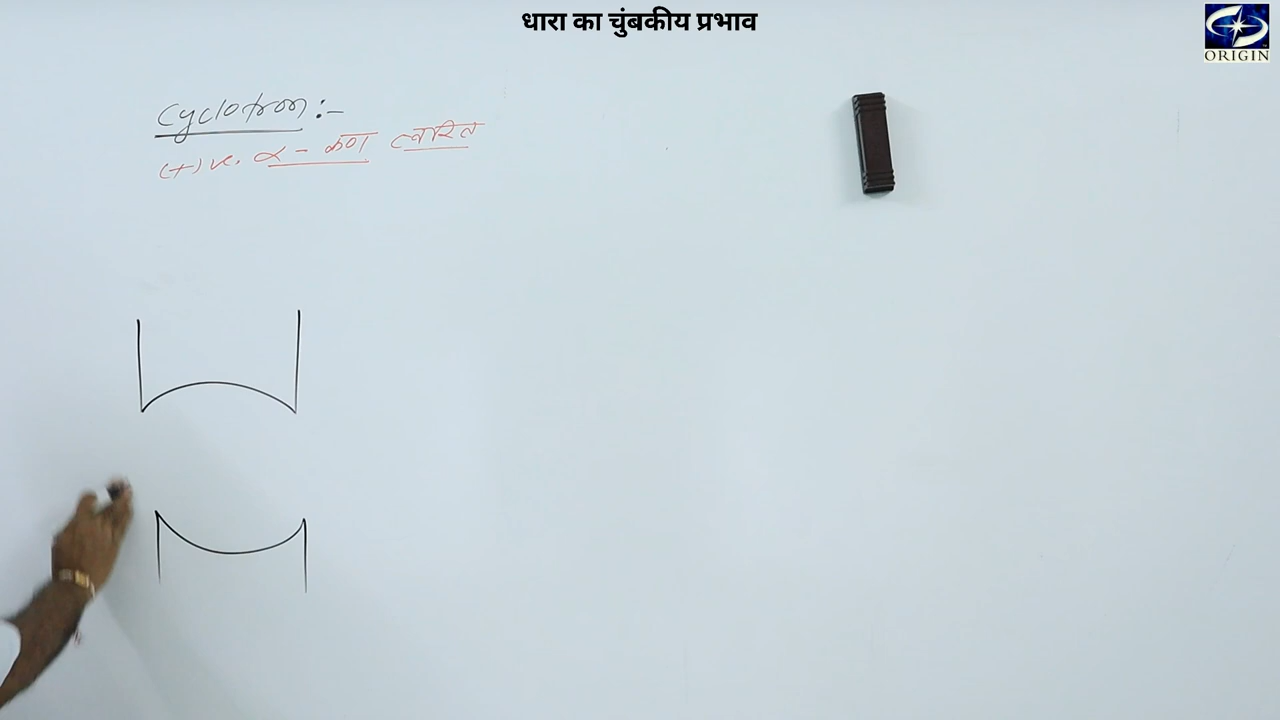 धारा का चुंबकीय प्रभाव
ORIGIN
Cyclotron :-
(+)ve. α - कण त्वरित